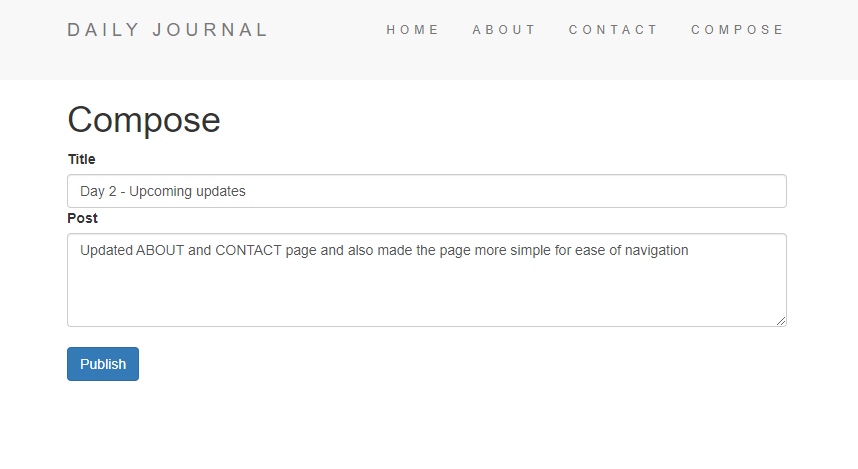 DAILY JOURNAL HOME ABOUT CONTACT COMPOSE
Compose
Title
Day 2 - Upcoming updates
Post
Updated ABOUT and CONTACT page and also made the page more simple for ease of navigation
Publish